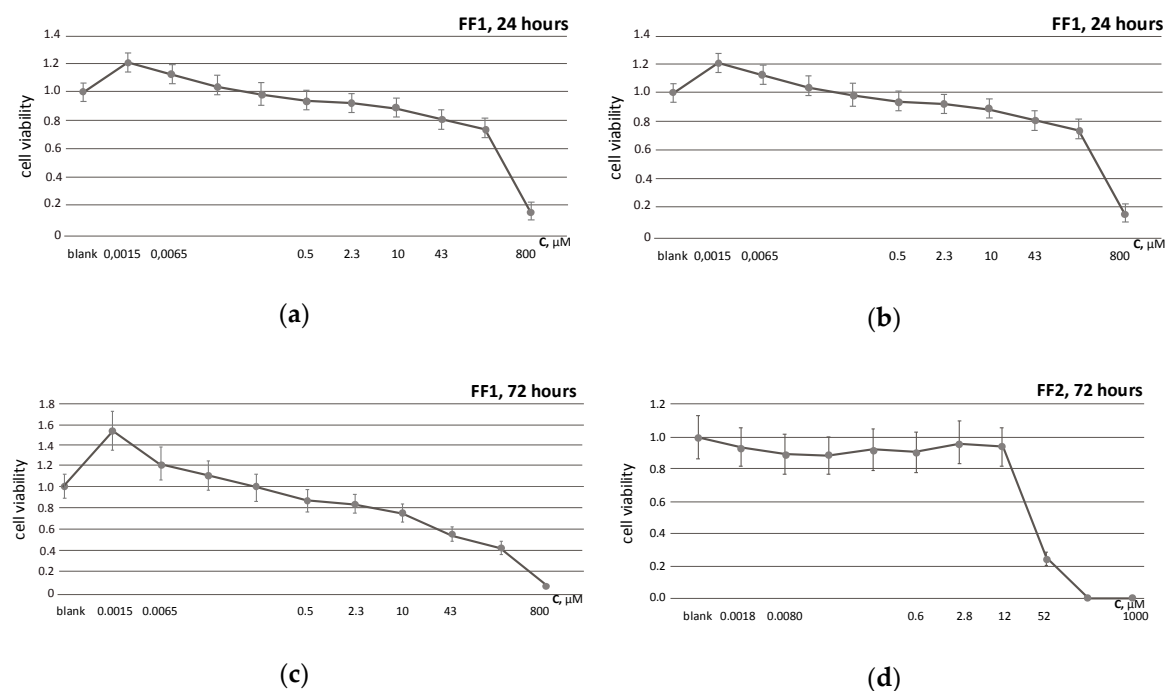 FF1, 24 hours
1.4
1.2
1.0
0.8
0.6
0.4
0.2
0
cell viability
C, µM
blank 0,0015 0,0065 0.5 2.3 10 43 800
(a)
FF1, 24 hours
1.4
1.2
1.0
0.8
0.6
0.4
0.2
0
cell viability
C, µM
blank 0,0015 0,0065 0.5 2.3 10 43 800
(b)
FF1, 72 hours
1.8
1.6
1.4
1.2
1.0
0.8
0.6
0.4
0.2
0
cell viability
C, µM
blank 0.0015 0.0065 0.5 2.3 10 43 800
(c)
FF2, 72 hours
1.2
1.0
0.8
0.6
0.4
0.2
0.0
cell viability
C, µM
blank 0.0018 0.0080 0.6 2.8 12 52 1000
(d)